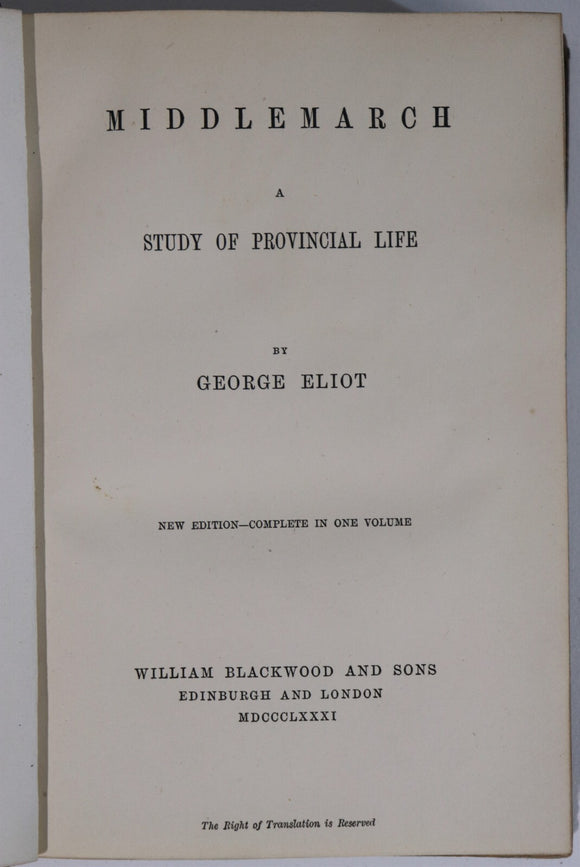 MIDDLEMARCH
A
STUDY OF PROVINCIAL LIFE
BY
GEORGE ELIOT
NEW EDITION—COMPLETE IN ONE VOLUME
WILLIAM BLACKWOOD AND SONS
EDINBURGH AND LONDON
MDCCCLXXXI
The Right of Translation is Reserved